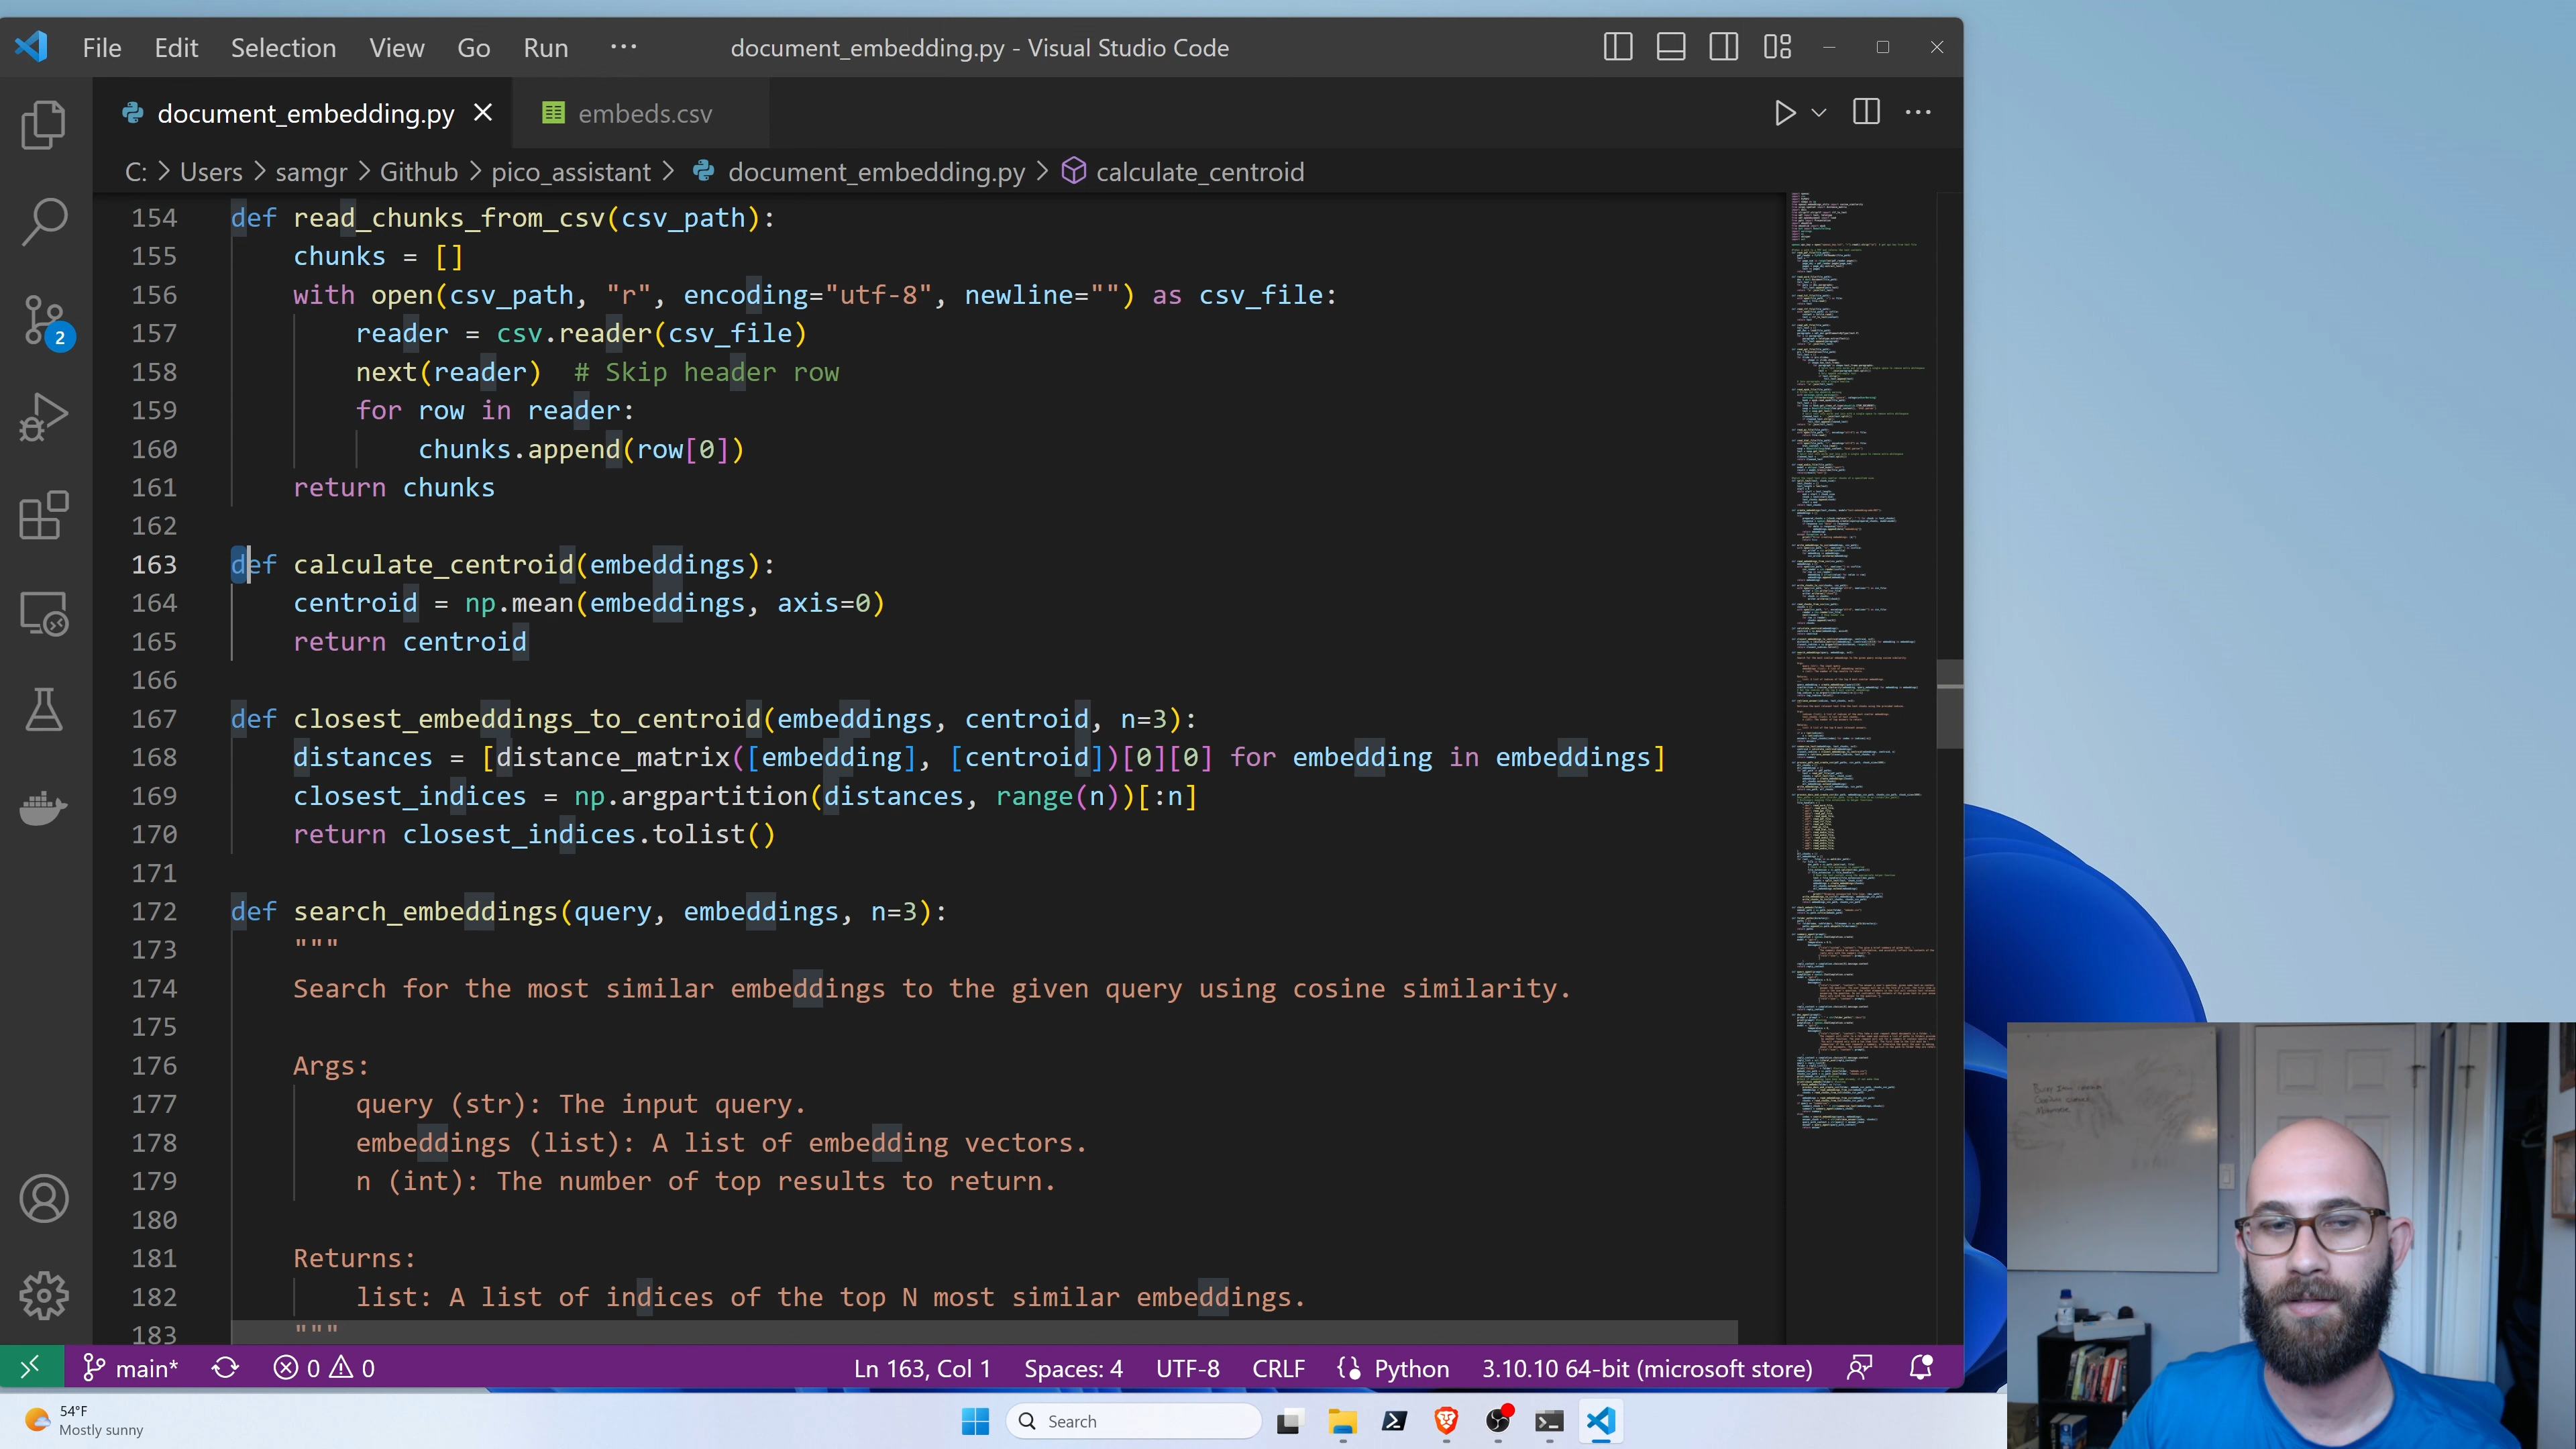 File Edit Selection View Go Run ··· document_embedding.py - Visual Studio Code
document_embedding.py embeds.csv
C: > Users > samgr > Github > pico_assistant > document_embedding.py > calculate_centroid
154 def read_chunks_from_csv(csv_path):
155 chunks = []
156 with open(csv_path, "r", encoding="utf-8", newline="") as csv_file:
157 reader = csv.reader(csv_file)
158 next(reader) # Skip header row
159 for row in reader:
160 chunks.append(row[0])
161 return chunks
162
163 def calculate_centroid(embeddings):
164 centroid = np.mean(embeddings, axis=0)
165 return centroid
166
167 def closest_embeddings_to_centroid(embeddings, centroid, n=3):
168 distances = [distance_matrix([embedding], [centroid])[0][0] for embedding in embeddings]
169 closest_indices = np.argpartition(distances, range(n))[:n]
170 return closest_indices.tolist()
171
172 def search_embeddings(query, embeddings, n=3):
173 """
174 Search for the most similar embeddings to the given query using cosine similarity.
175
176 Args:
177 query (str): The input query.
178 embeddings (list): A list of embedding vectors.
179 n (int): The number of top results to return.
180
181 Returns:
182 list: A list of indices of the top N most similar embeddings.
183 """
2
main* 0 0 Ln 163, Col 1 Spaces: 4 UTF-8 CRLF Python 3.10.10 64-bit (microsoft store)
54°F
Mostly sunny
Search